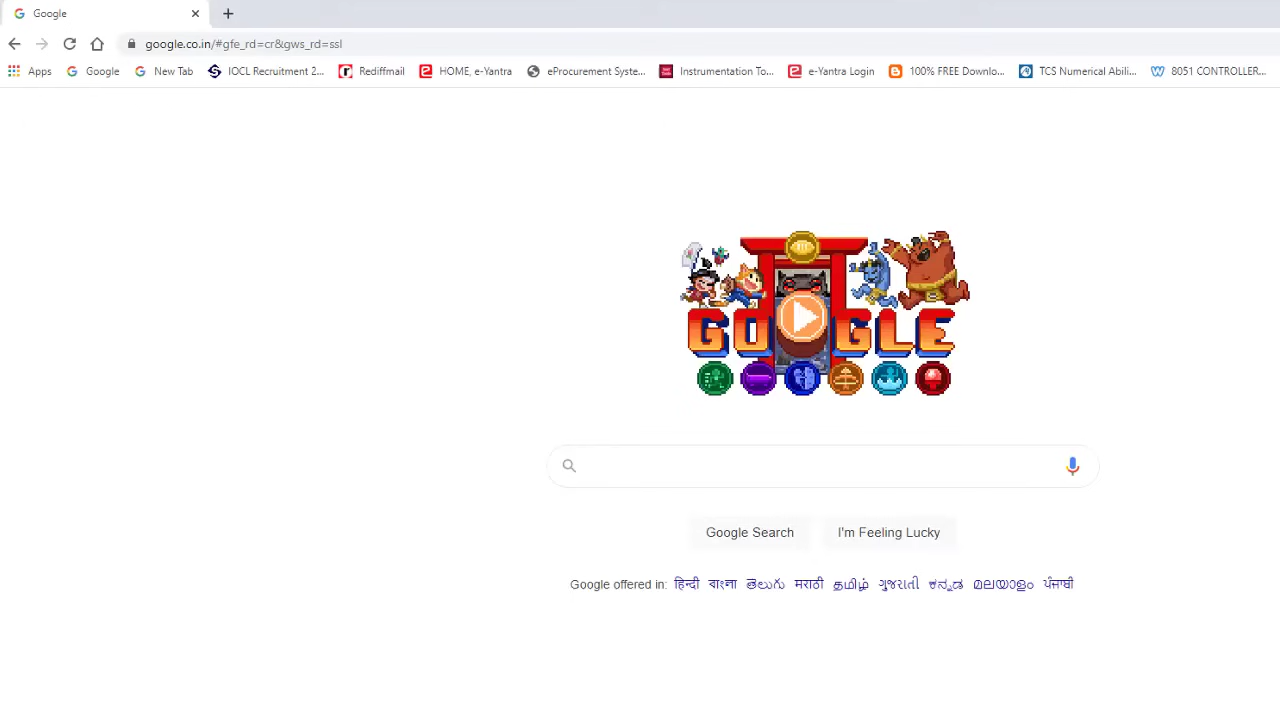 Google
google.co.in/#gfe_rd=cr&gws_rd=ssl
Apps Google New Tab IOCL Recruitment 2... Rediffmail HOME, e-Yantra eProcurement Syste... Instrumentation To... e-Yantra Login 100% FREE Downlo... TCS Numerical Abili... 8051 CONTROLLER...
GOOGLE
Google Search I'm Feeling Lucky
Google offered in: हिन्दी বাংলা తెలుగు मराठी தமிழ் ગુજરાતી ಕನ್ನಡ മലയാളം ਪੰਜਾਬੀ